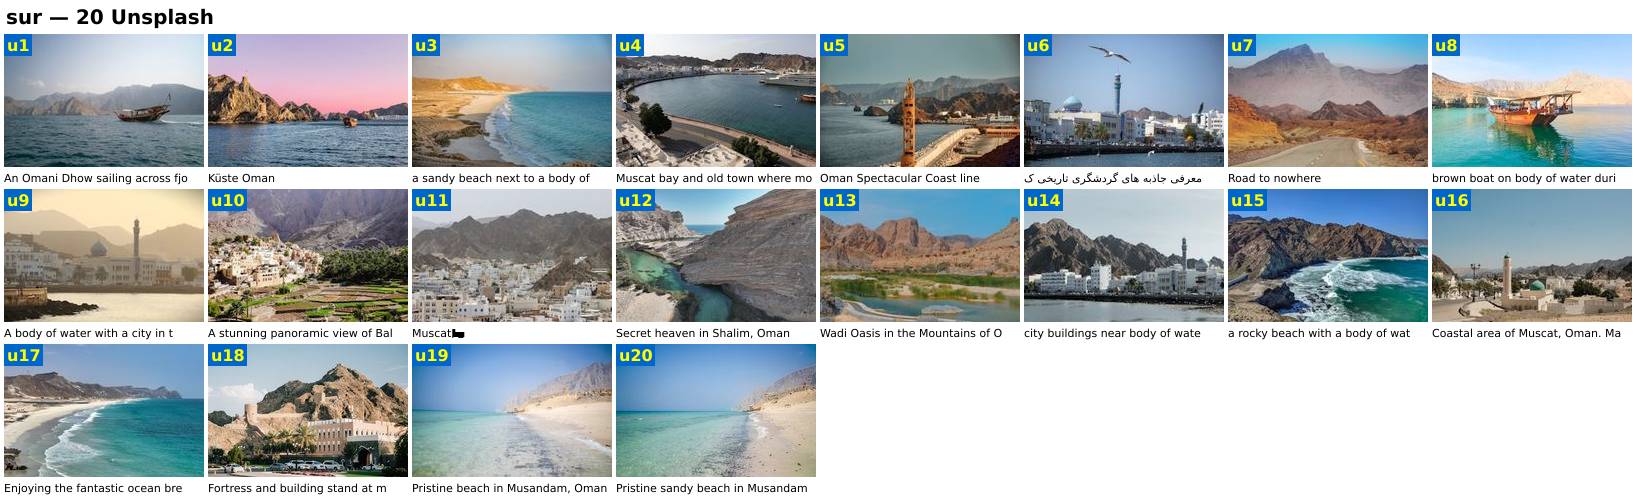 sur — 20 Unsplash
u1
u2
u3
u4
u5
u6
u7
u8
An Omani Dhow sailing across fjo
Küste Oman
a sandy beach next to a body of
Muscat bay and old town where mo
Oman Spectacular Coast line
معرفی جاذبه های گردشگری تاریخی ک
Road to nowhere
brown boat on body of water duri
u9
u10
u11
u12
u13
u14
u15
u16
A body of water with a city in t
A stunning panoramic view of Bal
Muscat
Secret heaven in Shalim, Oman
Wadi Oasis in the Mountains of O
city buildings near body of wate
a rocky beach with a body of wat
Coastal area of Muscat, Oman. Ma
u17
u18
u19
u20
Enjoying the fantastic ocean bre
Fortress and building stand at m
Pristine beach in Musandam, Oman
Pristine sandy beach in Musandam